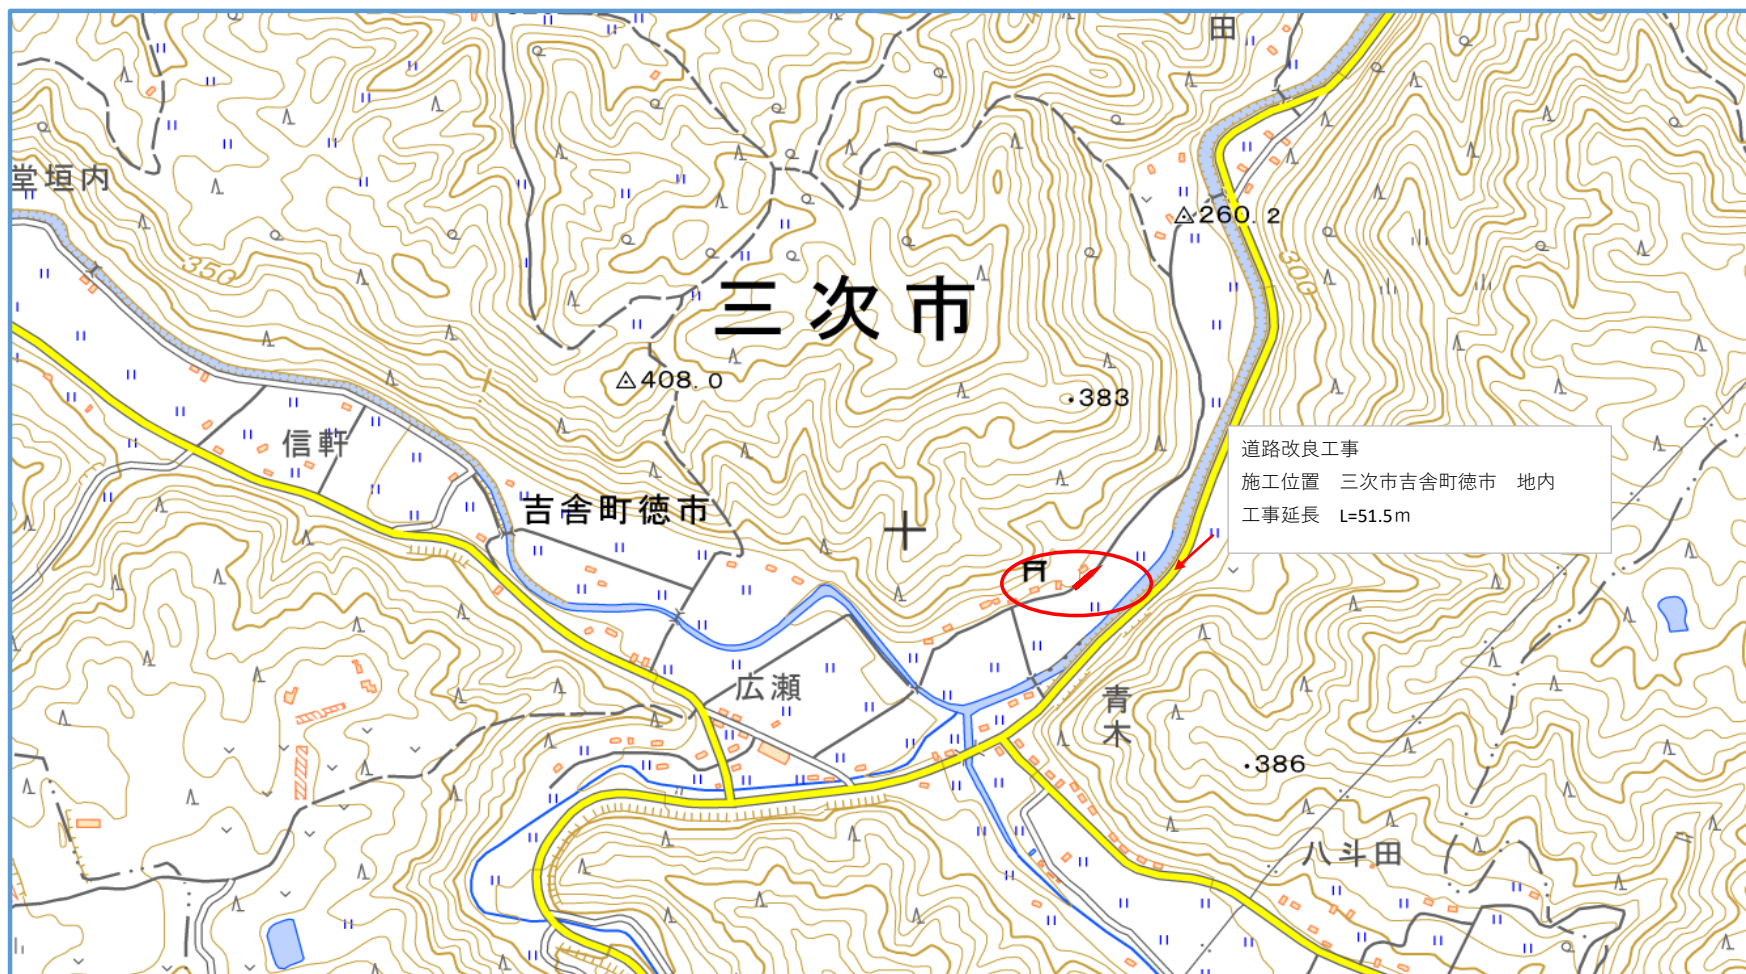 田
堂垣内
260.2
350
300
三次市
408.0
383
信軒
道路改良工事
施工位置　三次市吉舎町徳市　地内
工事延長　L=51.5m
吉舎町徳市
広瀬
青木
386
八斗田